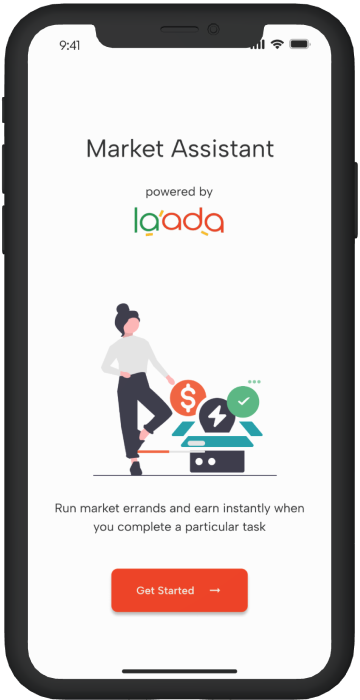 9:41
Market Assistant
powered by
laada
$
Run market errands and earn instantly when
you complete a particular task
Get Started →